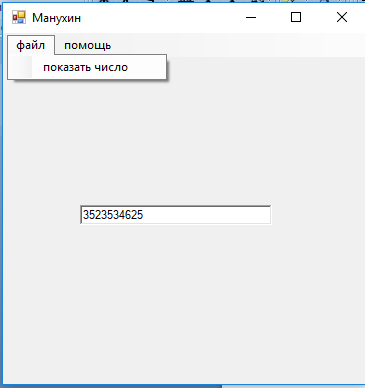 Манухин
файл помощь
показать число
3523534625